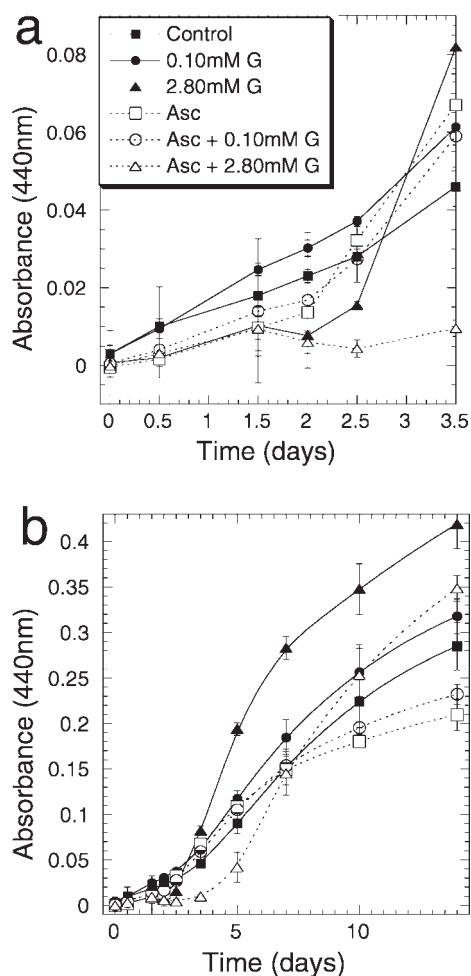 a
Control
0.10mM G
2.80mM G
Asc
Asc + 0.10mM G
Asc + 2.80mM G
Absorbance (440nm)
0.08
0.06
0.04
0.02
0
0 0.5 1 1.5 2 2.5 3 3.5
Time (days)
b
Absorbance (440nm)
0.4
0.35
0.3
0.25
0.2
0.15
0.1
0.05
0
0 5 10
Time (days)